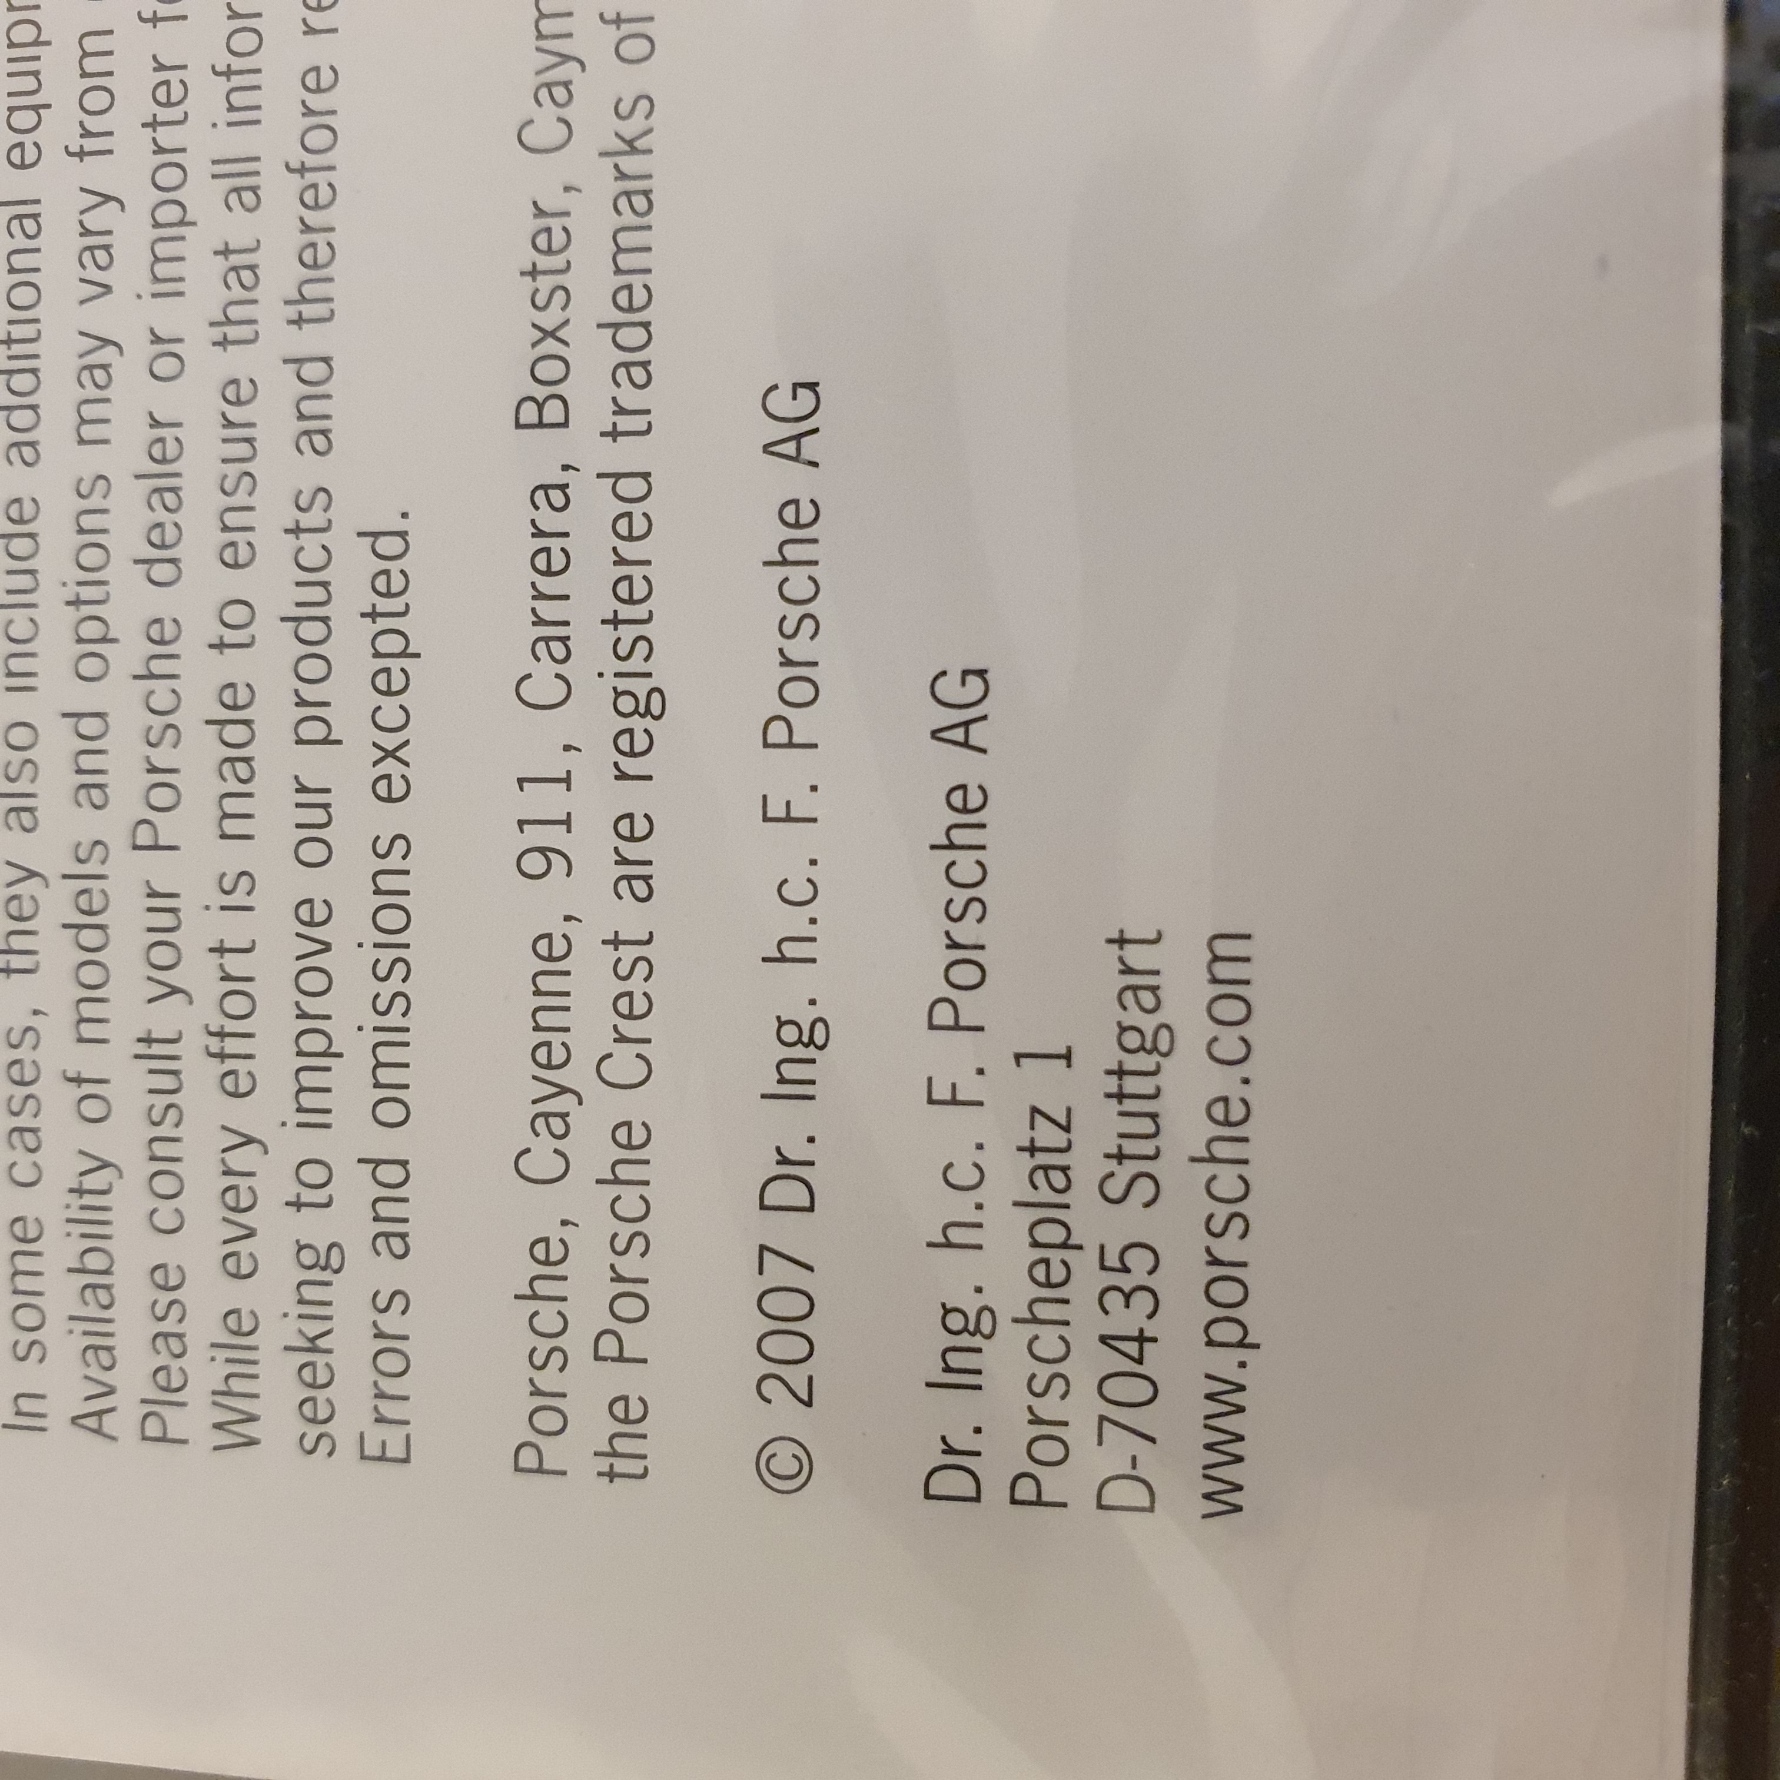 In some cases, they also include additional
Availability of models and options may vary from
Please consult your Porsche dealer or importer
While every effort is made to ensure that all
seeking to improve our products and therefore
Errors and omissions excepted.
Porsche, Cayenne, 911, Carrera, Boxster,
the Porsche Crest are registered trademarks of
© 2007 Dr. Ing. h.c. F. Porsche AG
Dr. Ing. h.c. F. Porsche AG
Porscheplatz 1
D-70435 Stuttgart
www.porsche.com